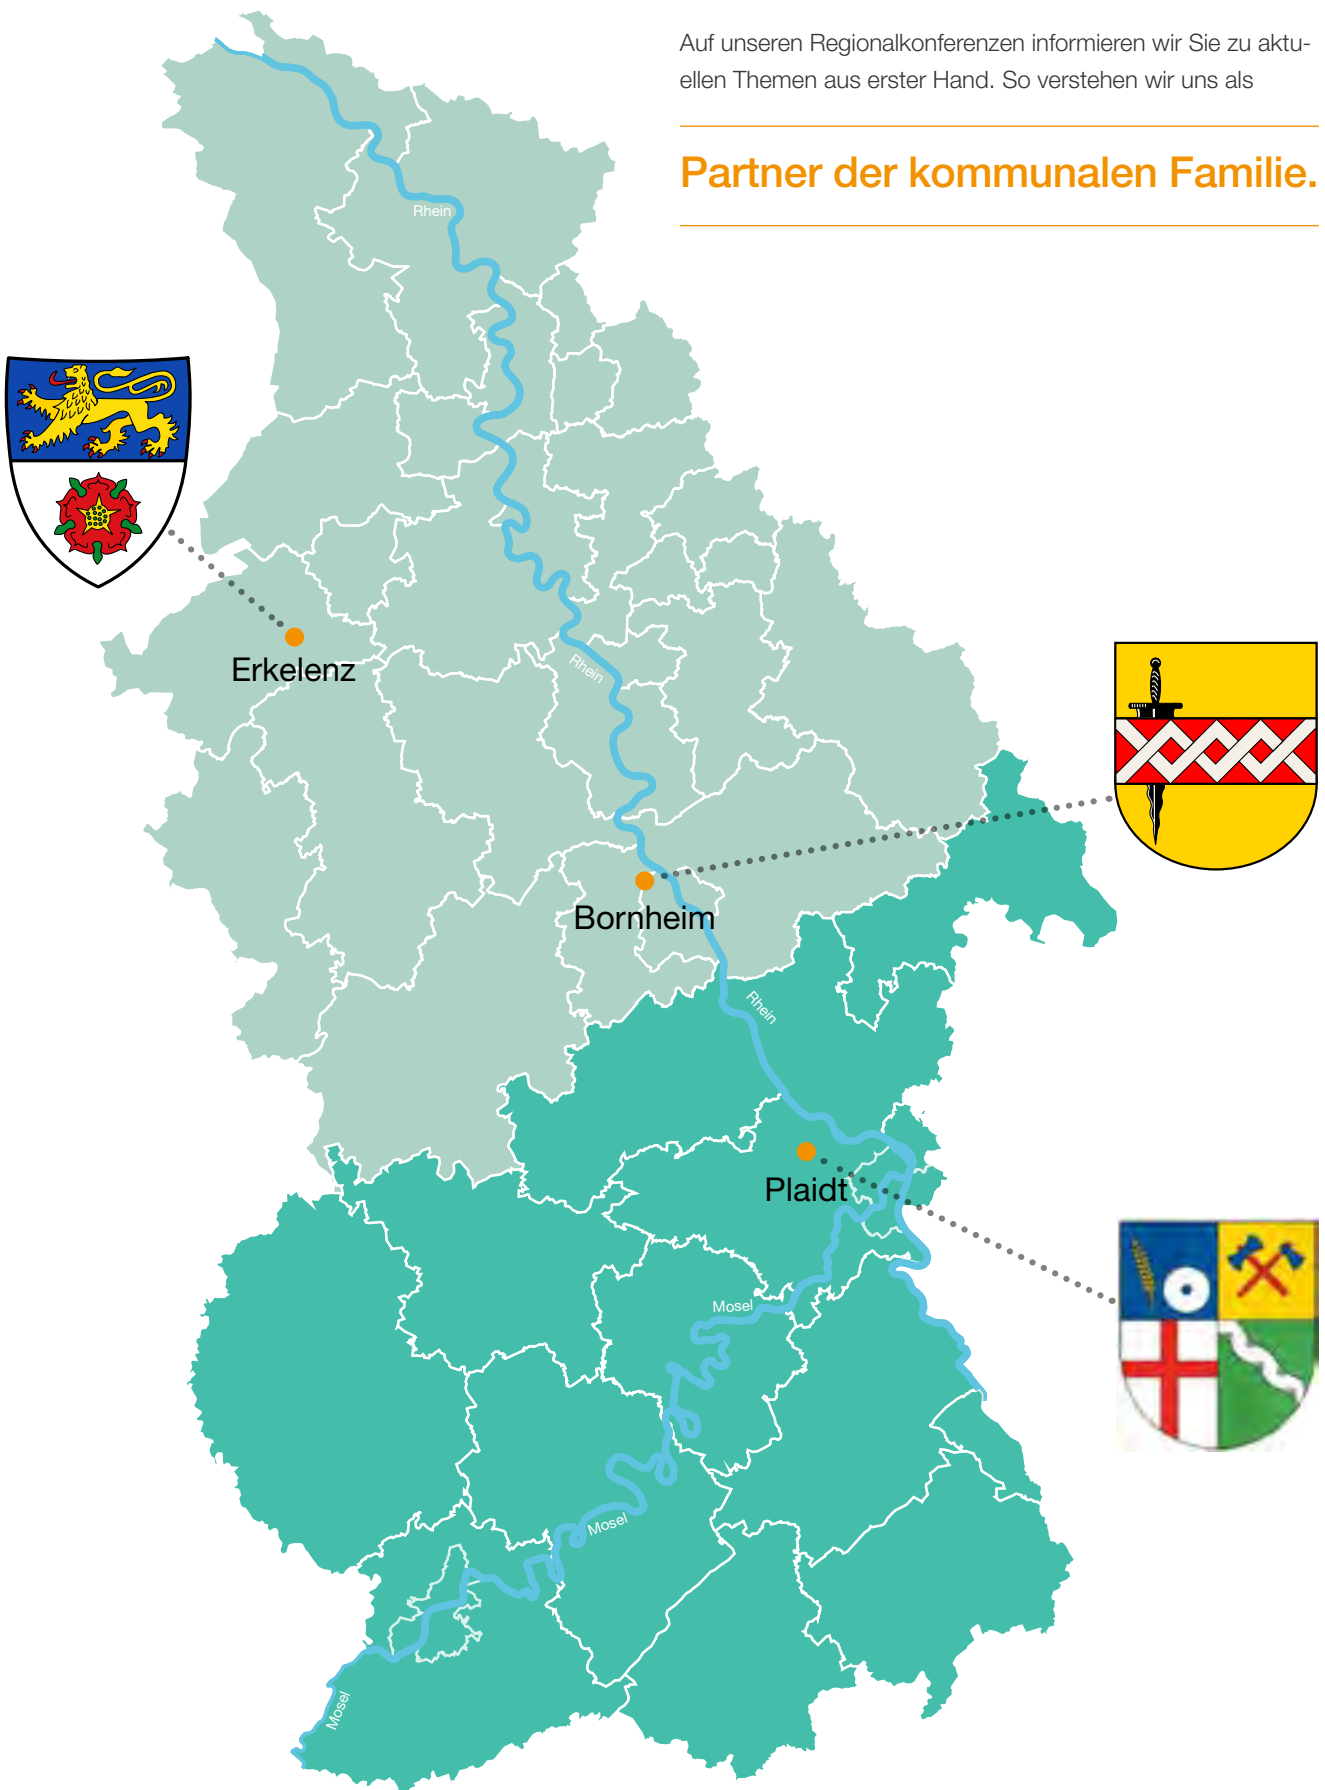 Auf unseren Regionalkonferenzen informieren wir Sie zu aktu-
ellen Themen aus erster Hand. So verstehen wir uns als
Partner der kommunalen Familie.
Rhein
Erkelenz
Rhein
Bornheim
Rhein
Plaidt
Mosel
Mosel
Mosel